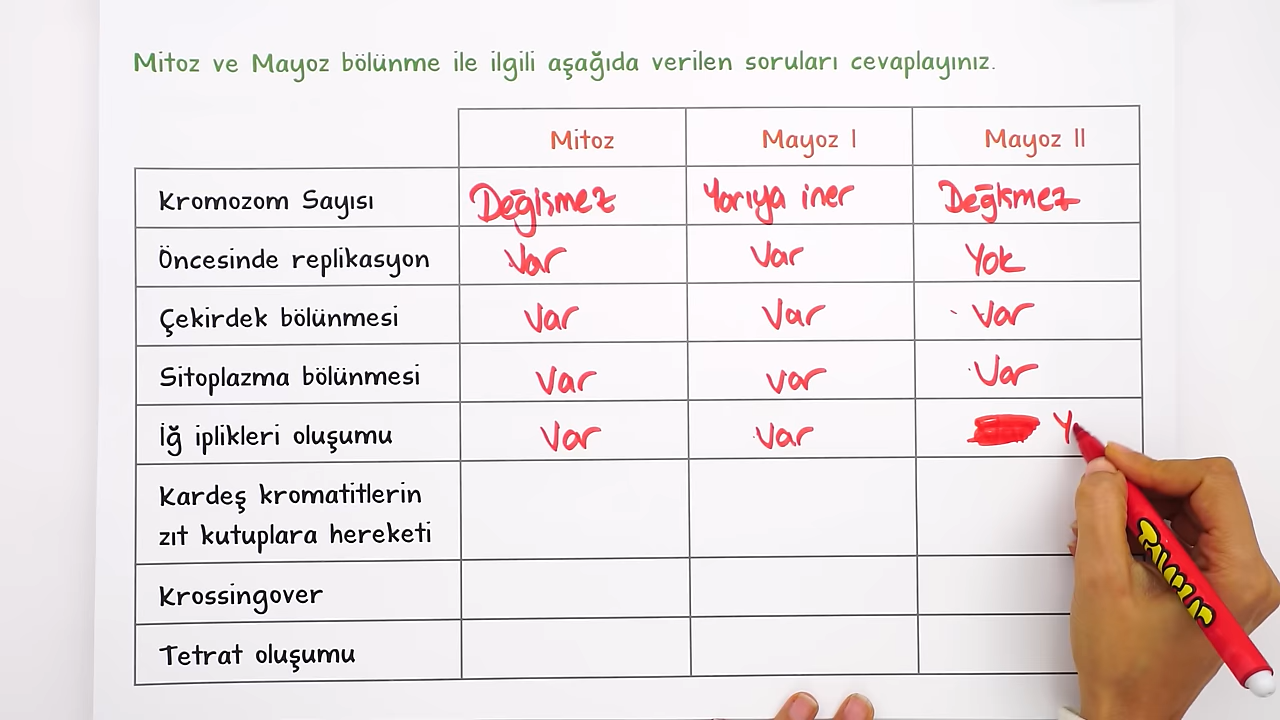 Mitoz ve Mayoz bölünme ile ilgili aşağıda verilen soruları cevaplayınız.
Mitoz Mayoz I Mayoz II
Kromozom Sayısı Değişmez Yarıya iner Değişmez
Öncesinde replikasyon Var Var Yok
Çekirdek bölünmesi Var Var Var
Sitoplazma bölünmesi Var Var Var
İğ iplikleri oluşumu Var Var
Kardeş kromatitlerin
zıt kutuplara hereketi
Krossingover
Tetrat oluşumu